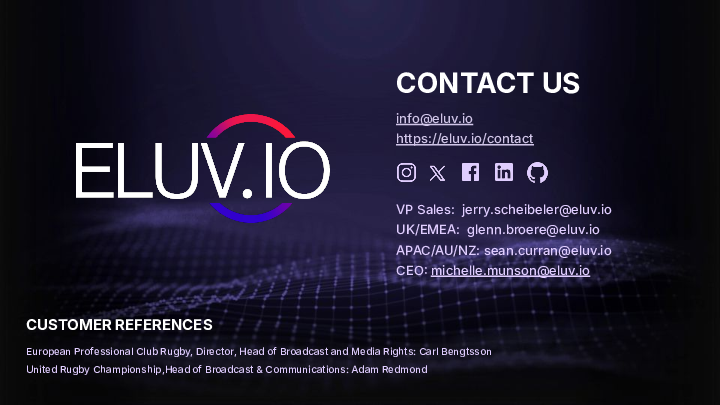 ELUV.IO
CONTACT US
info@eluv.io
https://eluv.io/contact
VP Sales: jerry.scheibeler@eluv.io
UK/EMEA: glenn.broere@eluv.io
APAC/AU/NZ: sean.curran@eluv.io
CEO: michelle.munson@eluv.io
CUSTOMER REFERENCES
European Professional Club Rugby, Director, Head of Broadcast and Media Rights: Carl Bengtsson
United Rugby Championship,Head of Broadcast & Communications: Adam Redmond